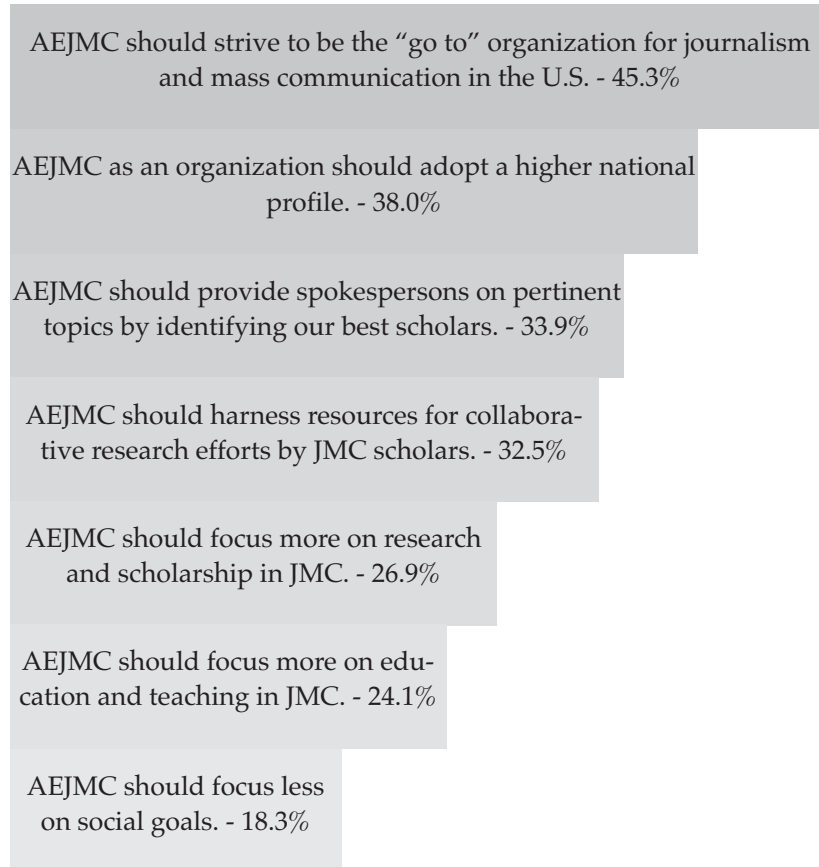 AEJMC should strive to be the “go to” organization for journalism
and mass communication in the U.S. - 45.3%
AEJMC as an organization should adopt a higher national
profile. - 38.0%
AEJMC should provide spokespersons on pertinent
topics by identifying our best scholars. - 33.9%
AEJMC should harness resources for collabora-
tive research efforts by JMC scholars. - 32.5%
AEJMC should focus more on research
and scholarship in JMC. - 26.9%
AEJMC should focus more on edu-
cation and teaching in JMC. - 24.1%
AEJMC should focus less
on social goals. - 18.3%